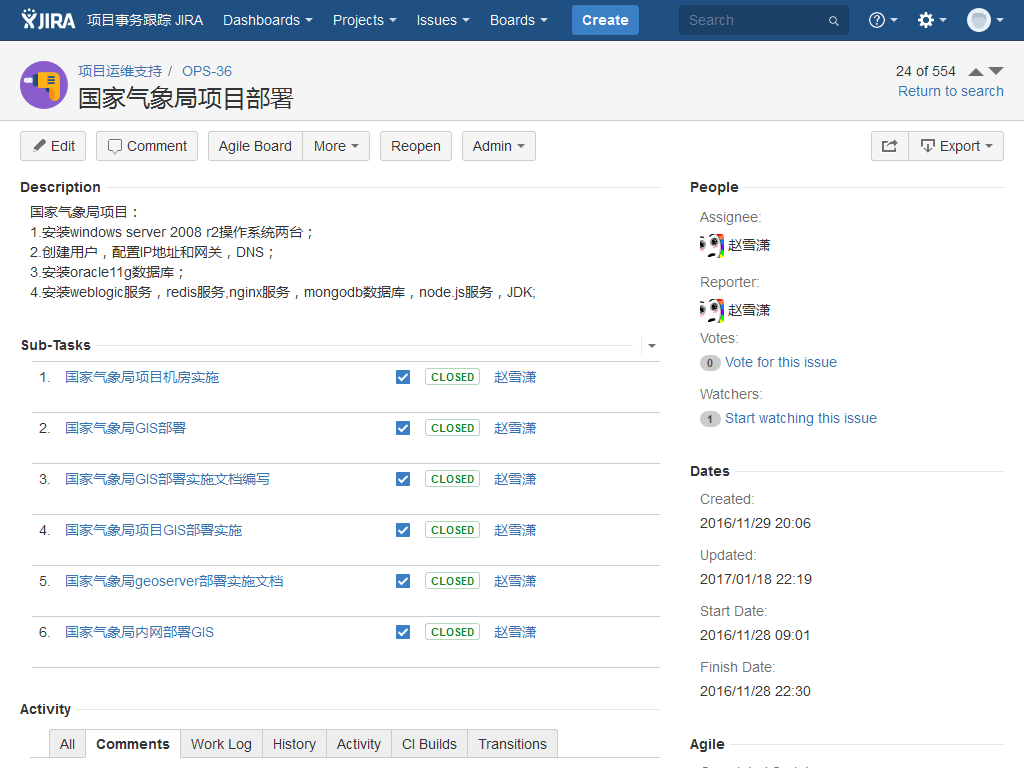 JIRA 项目事务跟踪 JIRA Dashboards Projects Issues Boards Create Search
项目运维支持 / OPS-36
国家气象局项目部署
24 of 554
Return to search
Edit Comment Agile Board More Reopen Admin Export
Description
国家气象局项目：
1.安装windows server 2008 r2操作系统两台；
2.创建用户，配置IP地址和网关，DNS；
3.安装oracle11g数据库；
4.安装weblogic服务，redis服务,nginx服务，mongodb数据库，node.js服务，JDK;
Sub-Tasks
1. 国家气象局项目机房实施 CLOSED 赵雪潇
2. 国家气象局GIS部署 CLOSED 赵雪潇
3. 国家气象局GIS部署实施文档编写 CLOSED 赵雪潇
4. 国家气象局项目GIS部署实施 CLOSED 赵雪潇
5. 国家气象局geoserver部署实施文档 CLOSED 赵雪潇
6. 国家气象局内网部署GIS CLOSED 赵雪潇
Activity
All Comments Work Log History Activity CI Builds Transitions
People
Assignee:
赵雪潇
Reporter:
赵雪潇
Votes:
0 Vote for this issue
Watchers:
1 Start watching this issue
Dates
Created:
2016/11/29 20:06
Updated:
2017/01/18 22:19
Start Date:
2016/11/28 09:01
Finish Date:
2016/11/28 22:30
Agile